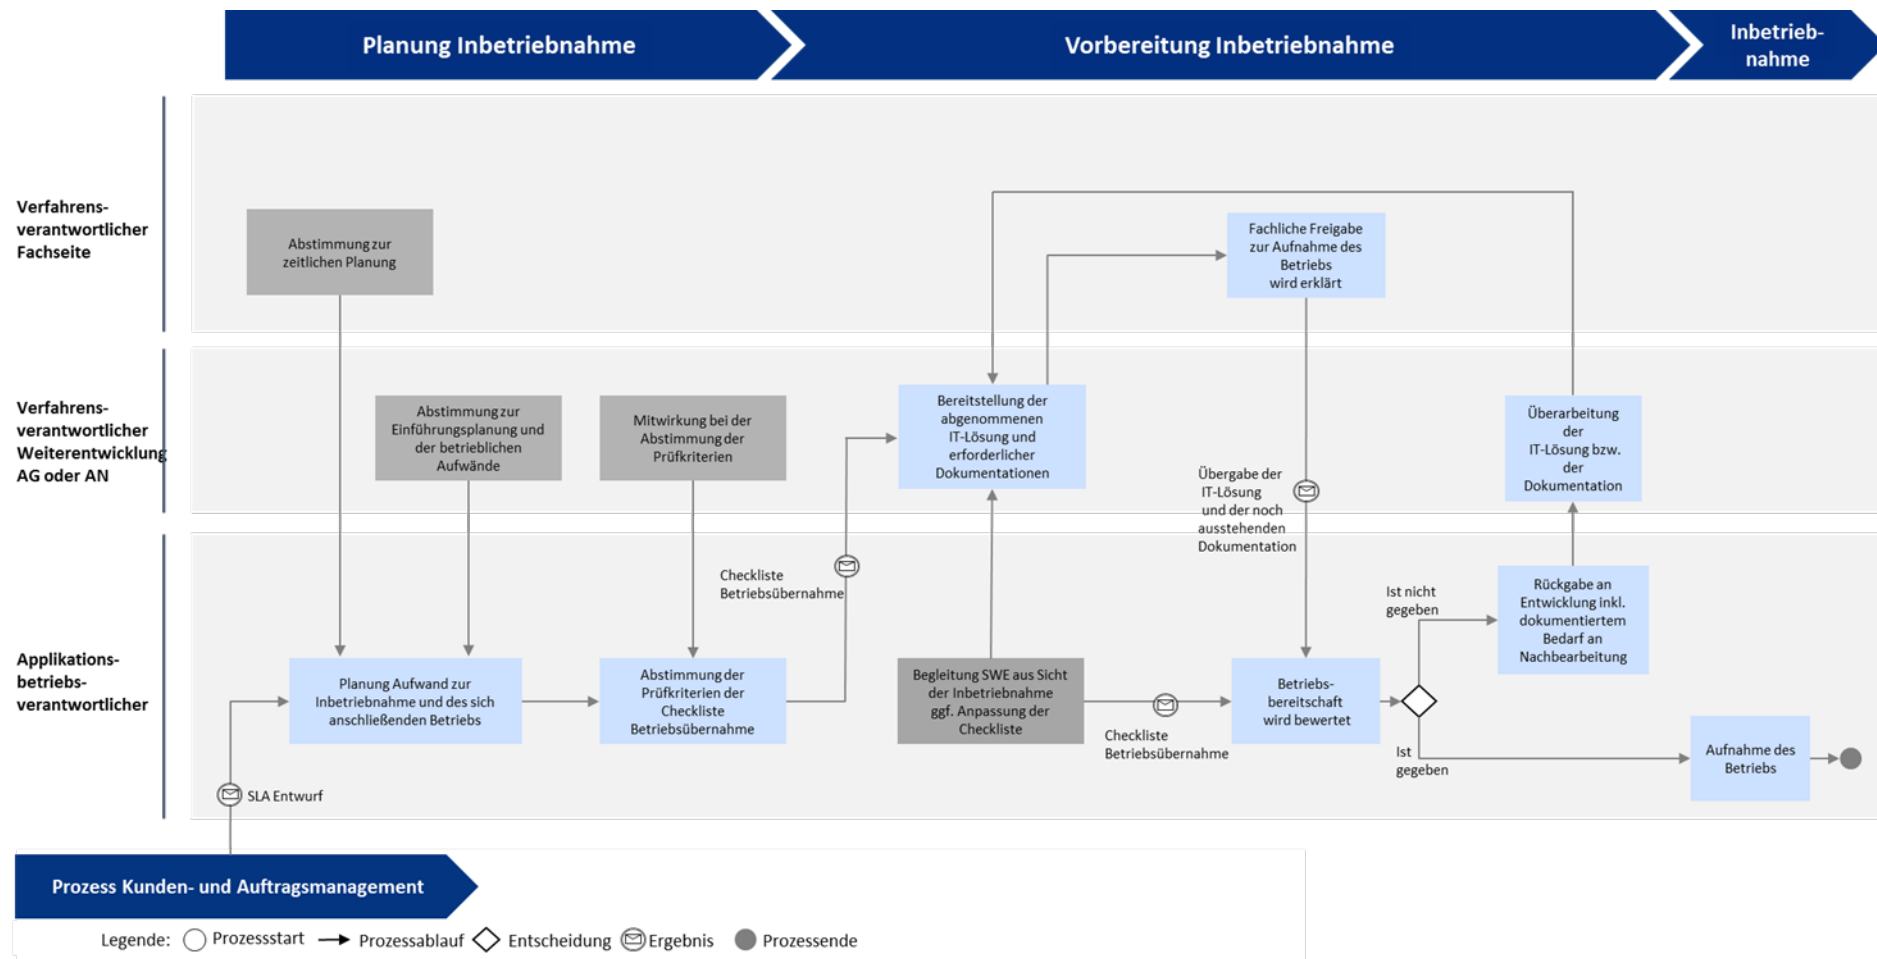 Planung Inbetriebnahme
Vorbereitung Inbetriebnahme
Inbetrieb-
nahme
Verfahrens-
verantwortlicher
Fachseite
Abstimmung zur
zeitlichen Planung
Fachliche Freigabe
zur Aufnahme des
Betriebs
wird erklärt
Verfahrens-
verantwortlicher
Weiterentwicklung
AG oder AN
Abstimmung zur
Einführungsplanung und
der betrieblichen
Aufwände
Mitwirkung bei der
Abstimmung der
Prüfkriterien
Bereitstellung der
abgenommenen
IT-Lösung und
erforderlicher
Dokumentationen
Übergabe der
IT-Lösung
und der noch
ausstehenden
Dokumentation
Überarbeitung
der
IT-Lösung bzw.
der
Dokumentation
Applikations-
betriebs-
verantwortlicher
Planung Aufwand zur
Inbetriebnahme und des sich
anschließenden Betriebs
Abstimmung der
Prüfkriterien der
Checkliste
Betriebsübernahme
Checkliste
Betriebsübernahme
Begleitung SWE aus Sicht
der Inbetriebnahme
ggf. Anpassung der
Checkliste
Checkliste
Betriebsübernahme
Betriebs-
bereitschaft
wird bewertet
Ist nicht
gegeben
Rückgabe an
Entwicklung inkl.
dokumentiertem
Bedarf an
Nachbearbeitung
Ist
gegeben
Aufnahme des
Betriebs
SLA Entwurf
Prozess Kunden- und Auftragsmanagement
Legende: Prozessstart Prozessablauf Entscheidung Ergebnis Prozessende